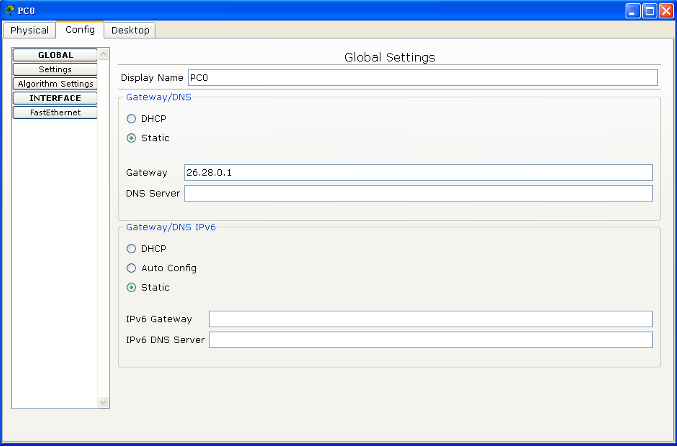 PC0
Physical Config Desktop
GLOBAL
Settings
Algorithm Settings
INTERFACE
FastEthernet
Global Settings
Display Name PC0
Gateway/DNS
DHCP
Static
Gateway 26.28.0.1
DNS Server
Gateway/DNS IPv6
DHCP
Auto Config
Static
IPv6 Gateway
IPv6 DNS Server